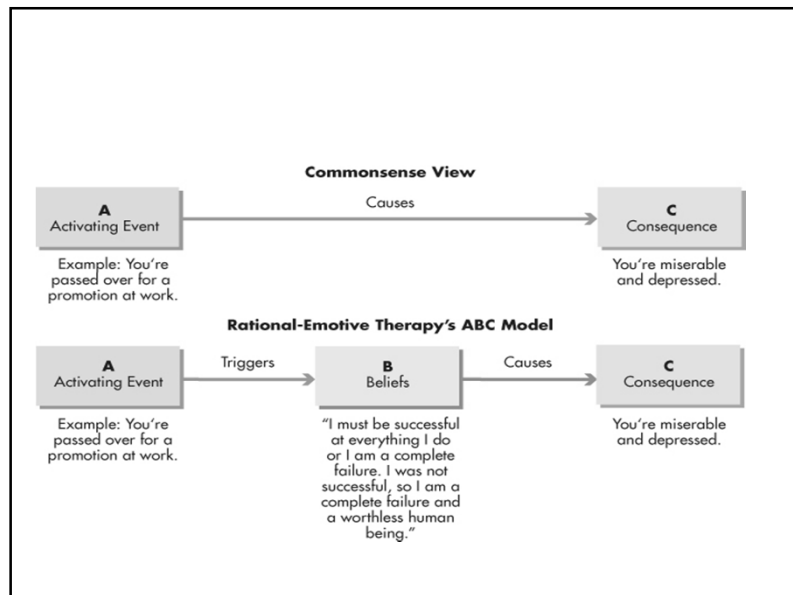 Commonsense View
A
Activating Event
Causes
C
Consequence
Example: You're
passed over for a
promotion at work.
You're miserable
and depressed.
Rational-Emotive Therapy's ABC Model
A
Activating Event
Triggers
B
Beliefs
Causes
C
Consequence
Example: You're
passed over for a
promotion at work.
"I must be successful
at everything I do
or I am a complete
failure. I was not
successful, so I am a
complete failure and
a worthless human
being."
You're miserable
and depressed.